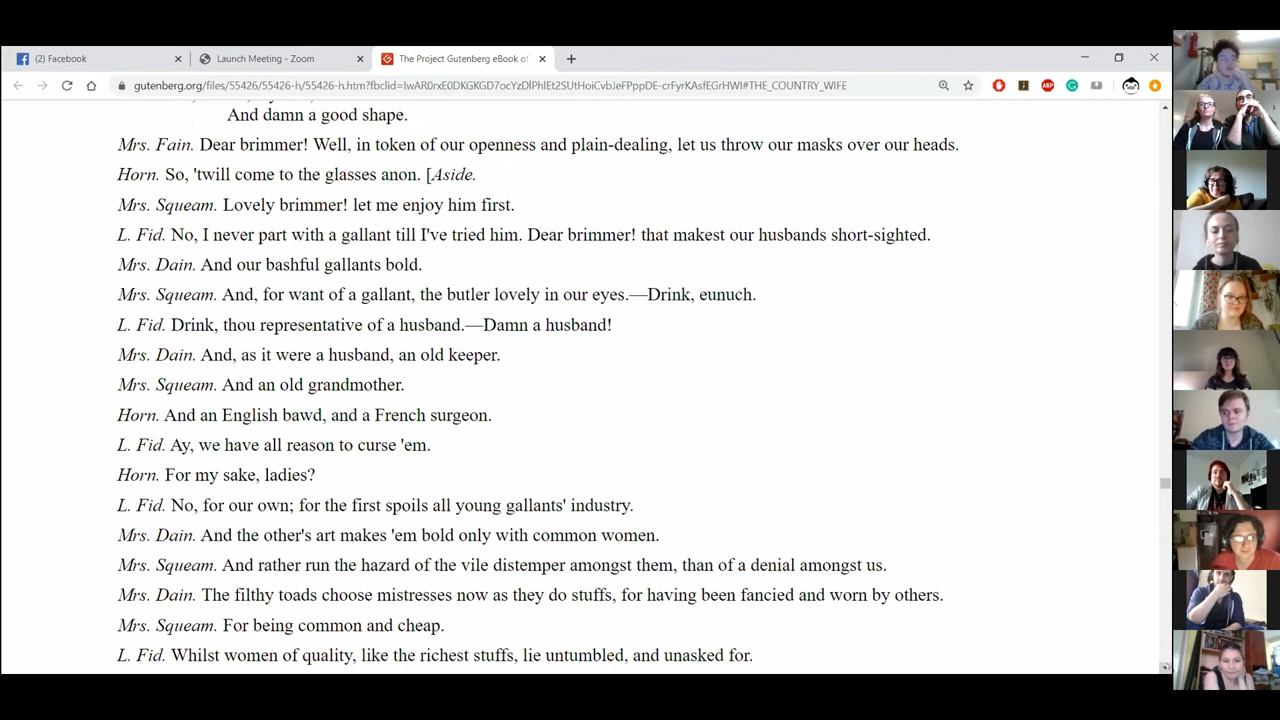 (2) Facebook
Launch Meeting - Zoom
The Project Gutenberg eBook of
gutenberg.org/files/55426/55426-h/55426-h.htm?fbclid=IwAR0rxE0DKGKGD7ocYzDlPhlEt2SUtHoiCvbJeFPppDE-crFyrKAsfEGrHWI#THE_COUNTRY_WIFE
And damn a good shape.
Mrs. Fain. Dear brimmer! Well, in token of our openness and plain-dealing, let us throw our masks over our heads.
Horn. So, 'twill come to the glasses anon. [Aside.
Mrs. Squeam. Lovely brimmer! let me enjoy him first.
L. Fid. No, I never part with a gallant till I've tried him. Dear brimmer! that makest our husbands short-sighted.
Mrs. Dain. And our bashful gallants bold.
Mrs. Squeam. And, for want of a gallant, the butler lovely in our eyes.—Drink, eunuch.
L. Fid. Drink, thou representative of a husband.—Damn a husband!
Mrs. Dain. And, as it were a husband, an old keeper.
Mrs. Squeam. And an old grandmother.
Horn. And an English bawd, and a French surgeon.
L. Fid. Ay, we have all reason to curse 'em.
Horn. For my sake, ladies?
L. Fid. No, for our own; for the first spoils all young gallants' industry.
Mrs. Dain. And the other's art makes 'em bold only with common women.
Mrs. Squeam. And rather run the hazard of the vile distemper amongst them, than of a denial amongst us.
Mrs. Dain. The filthy toads choose mistresses now as they do stuffs, for having been fancied and worn by others.
Mrs. Squeam. For being common and cheap.
L. Fid. Whilst women of quality, like the richest stuffs, lie untumbled, and unasked for.